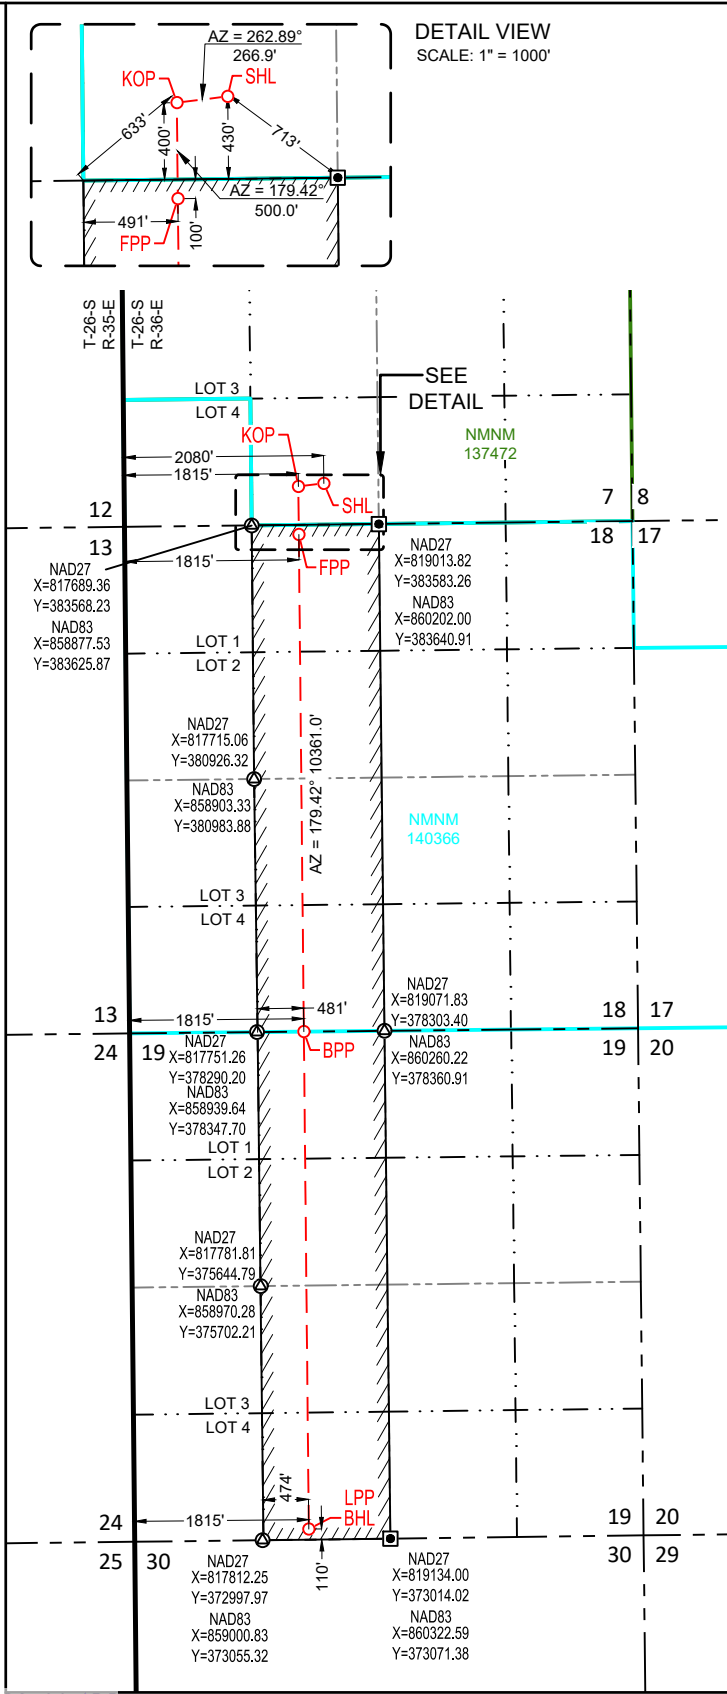 DETAIL VIEW
SCALE: 1" = 1000'
AZ = 262.89°
266.9'
KOP
SHL
633'
400'
430'
713'
AZ = 179.42°
500.0'
491'
FPP
100'
T-26-S
R-35-E
T-26-S
R-36-E
SEE
DETAIL
LOT 3
LOT 4
NMNM
137472
KOP
2080'
1815'
SHL
12
13
7
8
18
17
1815'
FPP
NAD27
X=817689.36
Y=383568.23
NAD83
X=858877.53
Y=383625.87
NAD27
X=819013.82
Y=383583.26
NAD83
X=860202.00
Y=383640.91
LOT 1
LOT 2
NAD27
X=817715.06
Y=380926.32
NAD83
X=858903.33
Y=380983.88
AZ = 179.42° 10361.0'
NMNM
140366
LOT 3
LOT 4
481'
NAD27
X=819071.83
Y=378303.40
NAD83
X=860260.22
Y=378360.91
13
24
19
1815'
BPP
18
17
19
20
NAD27
X=817751.26
Y=378290.20
NAD83
X=858939.64
Y=378347.70
LOT 1
LOT 2
NAD27
X=817781.81
Y=375644.79
NAD83
X=858970.28
Y=375702.21
LOT 3
LOT 4
474'
LPP
BHL
24
25
30
1815'
110'
19
20
30
29
NAD27
X=817812.25
Y=372997.97
NAD83
X=859000.83
Y=373055.32
NAD27
X=819134.00
Y=373014.02
NAD83
X=860322.59
Y=373071.38